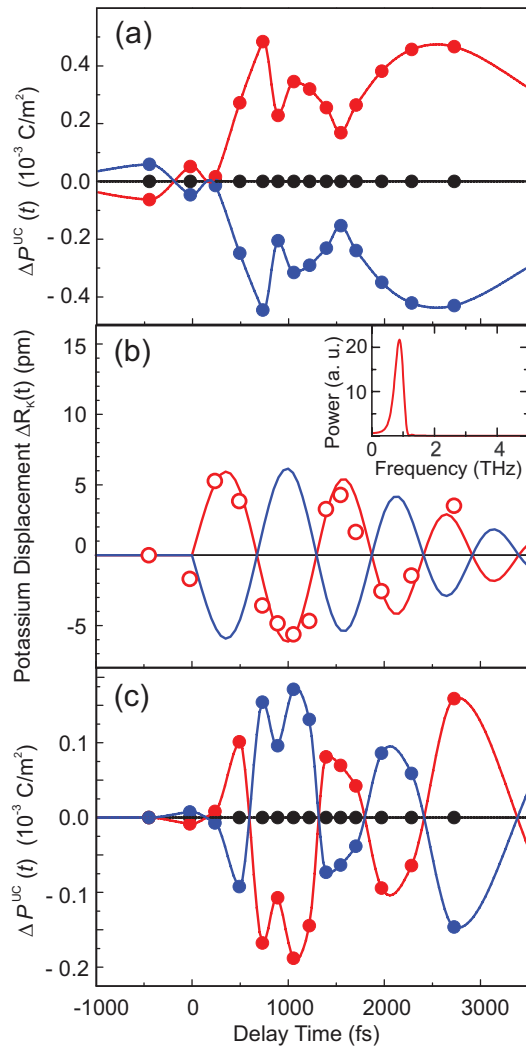 (a)
0.4
0.2
0.0
- 0.2
- 0.4
ΔP^UC (t) (10^-3 C/m^2)
(b)
15
10
5
0
-5
Potassium Displacement ΔR_K(t) (pm)
20
10
0
2
4
Power (a. u.)
Frequency (THz)
(c)
0.1
0.0
- 0.1
- 0.2
ΔP^UC (t) (10^-3 C/m^2)
-1000 0 1000 2000 3000
Delay Time (fs)